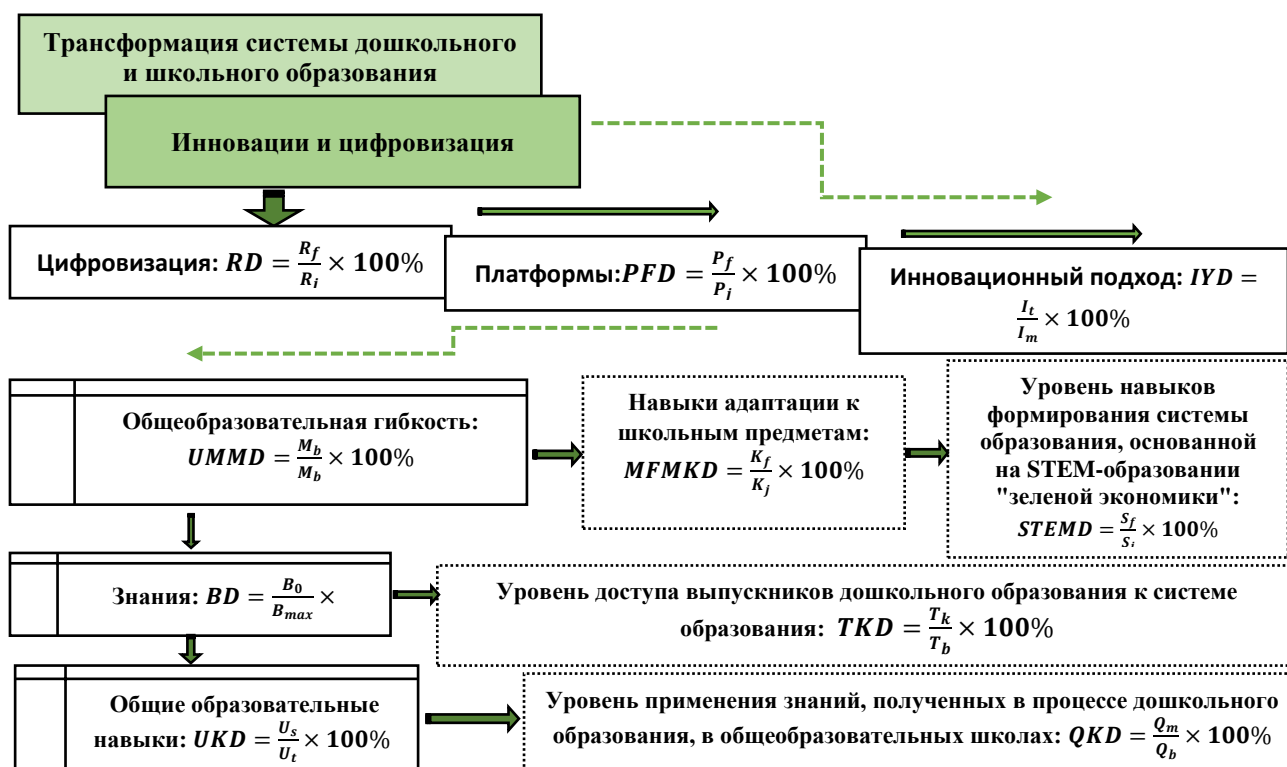 Трансформация системы дошкольного
и школьного образования
Инновации и цифровизация
Цифровизация: RD = R_f/R_j × 100%
Платформы:PFD = P_f/P_j × 100%
Инновационный подход: IYD =
I_t/I_m × 100%
Общеобразовательная гибкость:
UMMD = M_b/M_b × 100%
Навыки адаптации к
школьным предметам:
MFMKD = K_f/K_j × 100%
Уровень навыков
формирования системы
образования, основанной
на STEM-образовании
"зеленой экономики":
STEMD = S_f/S_j × 100%
Знания: BD = B_0/B_max ×
Уровень доступа выпускников дошкольного образования к системе
образования: TKD = T_k/T_b × 100%
Общие образовательные
навыки: UKD = U_s/U_t × 100%
Уровень применения знаний, полученных в процессе дошкольного
образования, в общеобразовательных школах: QKD = Q_m/Q_b × 100%